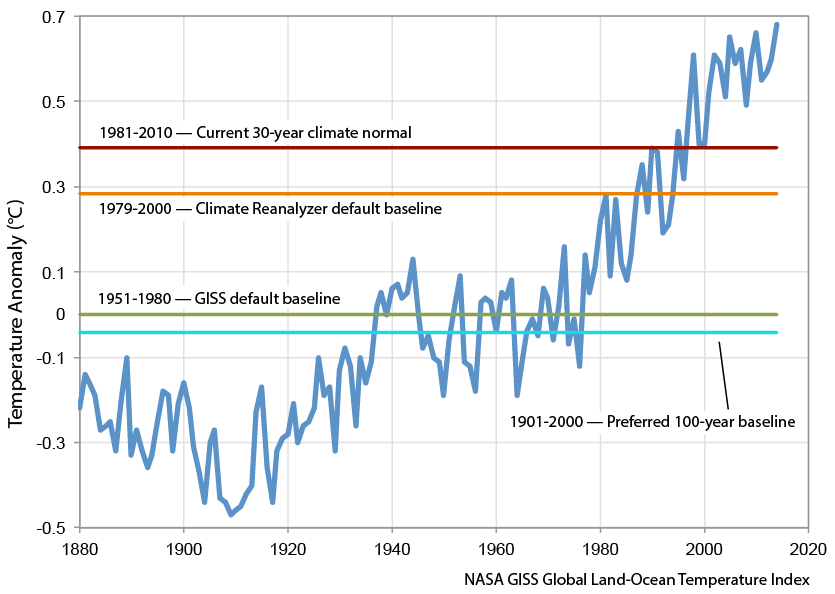 0.7
0.5
1981-2010 — Current 30-year climate normal
0.3
1979-2000 — Climate Reanalyzer default baseline
Temperature Anomaly (°C)
0.1
1951-1980 — GISS default baseline
0
-0.1
-0.3
1901-2000 — Preferred 100-year baseline
-0.5
1880 1900 1920 1940 1960 1980 2000 2020
NASA GISS Global Land-Ocean Temperature Index